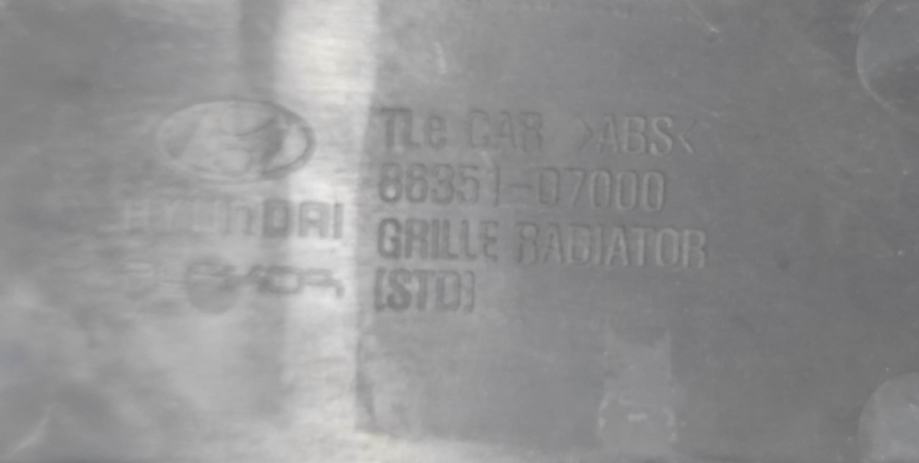 TLe CAR >ABS<
86351-D7000
HYUNDAI
GRILLE RADIATOR
(STD)